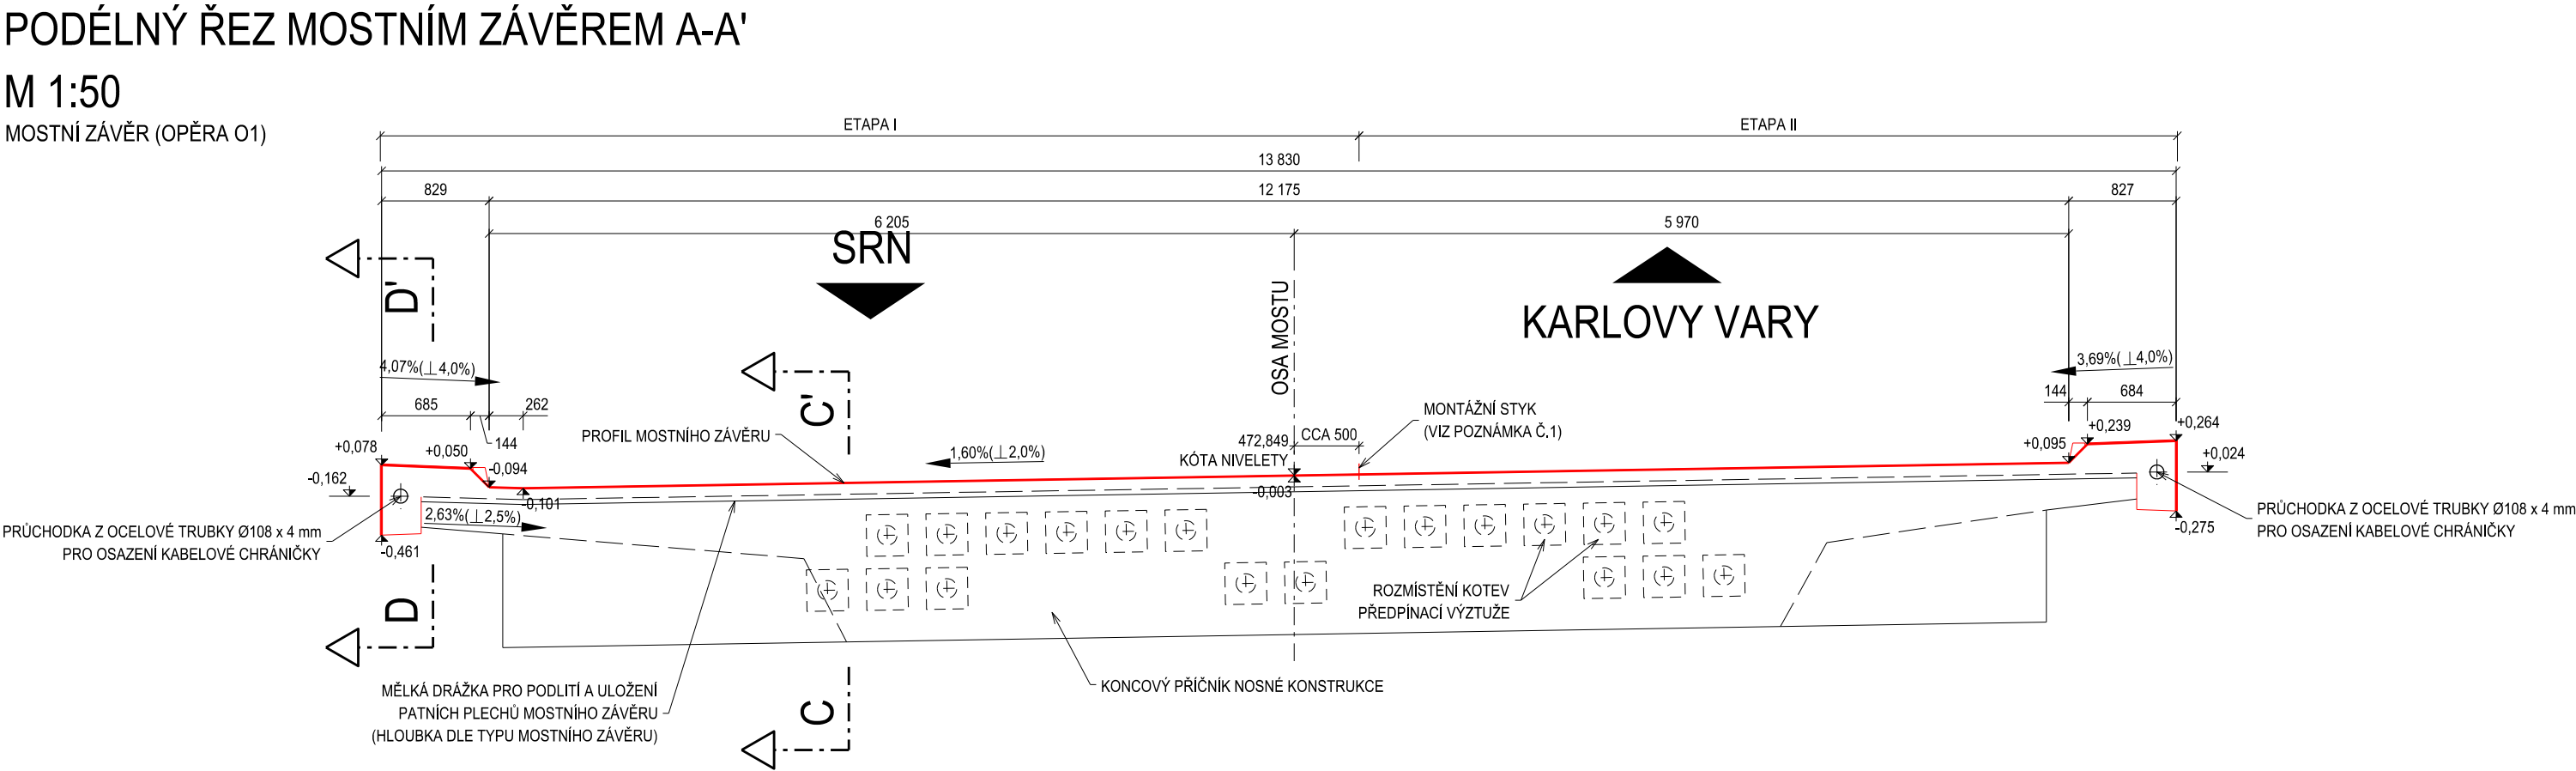 PODÉLNÝ ŘEZ MOSTNÍM ZÁVĚREM A-A'
M 1:50
MOSTNÍ ZÁVĚR (OPĚRA O1)
ETAPA I
ETAPA II
13 830
829
12 175
827
6 205
5 970
SRN
KARLOVY VARY
OSA MOSTU
D'
C'
4,07%(⊥4,0%)
3,69%(⊥4,0%)
685
144
262
144
684
PROFIL MOSTNÍHO ZÁVĚRU
1,60%(⊥2,0%)
472,849
KÓTA NIVELETY
CCA 500
MONTÁŽNÍ STYK
(VIZ POZNÁMKA Č.1)
+0,078
+0,050
-0,094
-0,101
-0,162
-0,003
+0,095
+0,239
+0,264
+0,024
2,63%(⊥2,5%)
-0,461
-0,275
PRŮCHODKA Z OCELOVÉ TRUBKY Ø108 x 4 mm
PRO OSAZENÍ KABELOVÉ CHRÁNIČKY
PRŮCHODKA Z OCELOVÉ TRUBKY Ø108 x 4 mm
PRO OSAZENÍ KABELOVÉ CHRÁNIČKY
ROZMÍSTĚNÍ KOTEV
PŘEDPÍNACÍ VÝZTUŽE
D
C
MĚLKÁ DRÁŽKA PRO PODLITÍ A ULOŽENÍ
PATNÍCH PLECHŮ MOSTNÍHO ZÁVĚRU
(HLOUBKA DLE TYPU MOSTNÍHO ZÁVĚRU)
KONCOVÝ PŘÍČNÍK NOSNÉ KONSTRUKCE